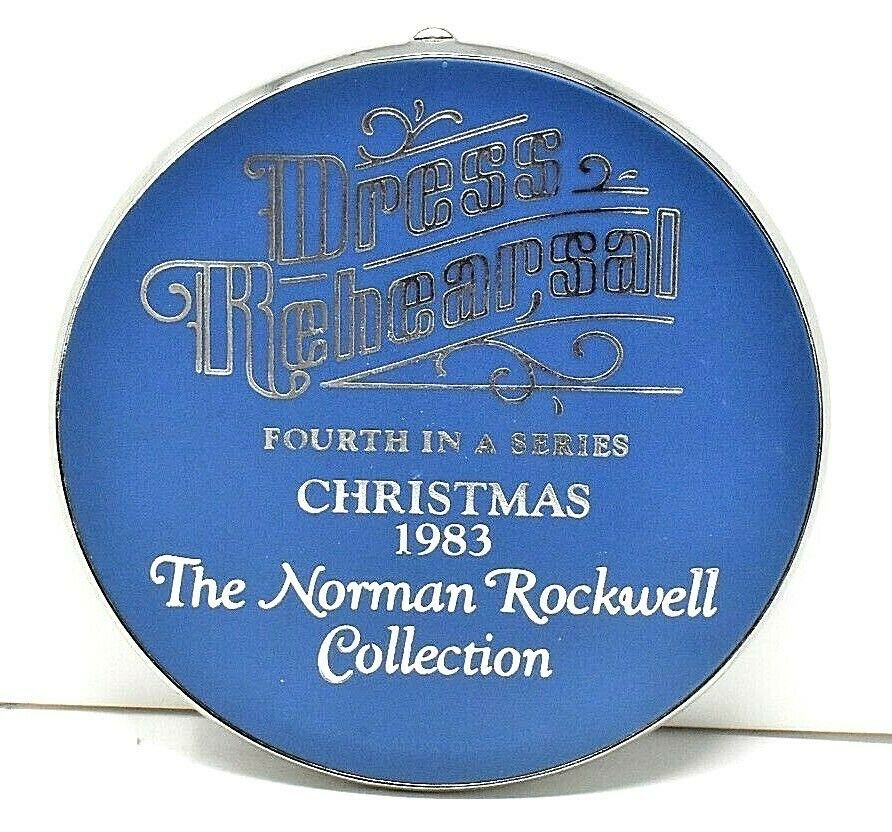 Dress
Rehearsal
FOURTH IN A SERIES
CHRISTMAS
1983
The Norman Rockwell
Collection